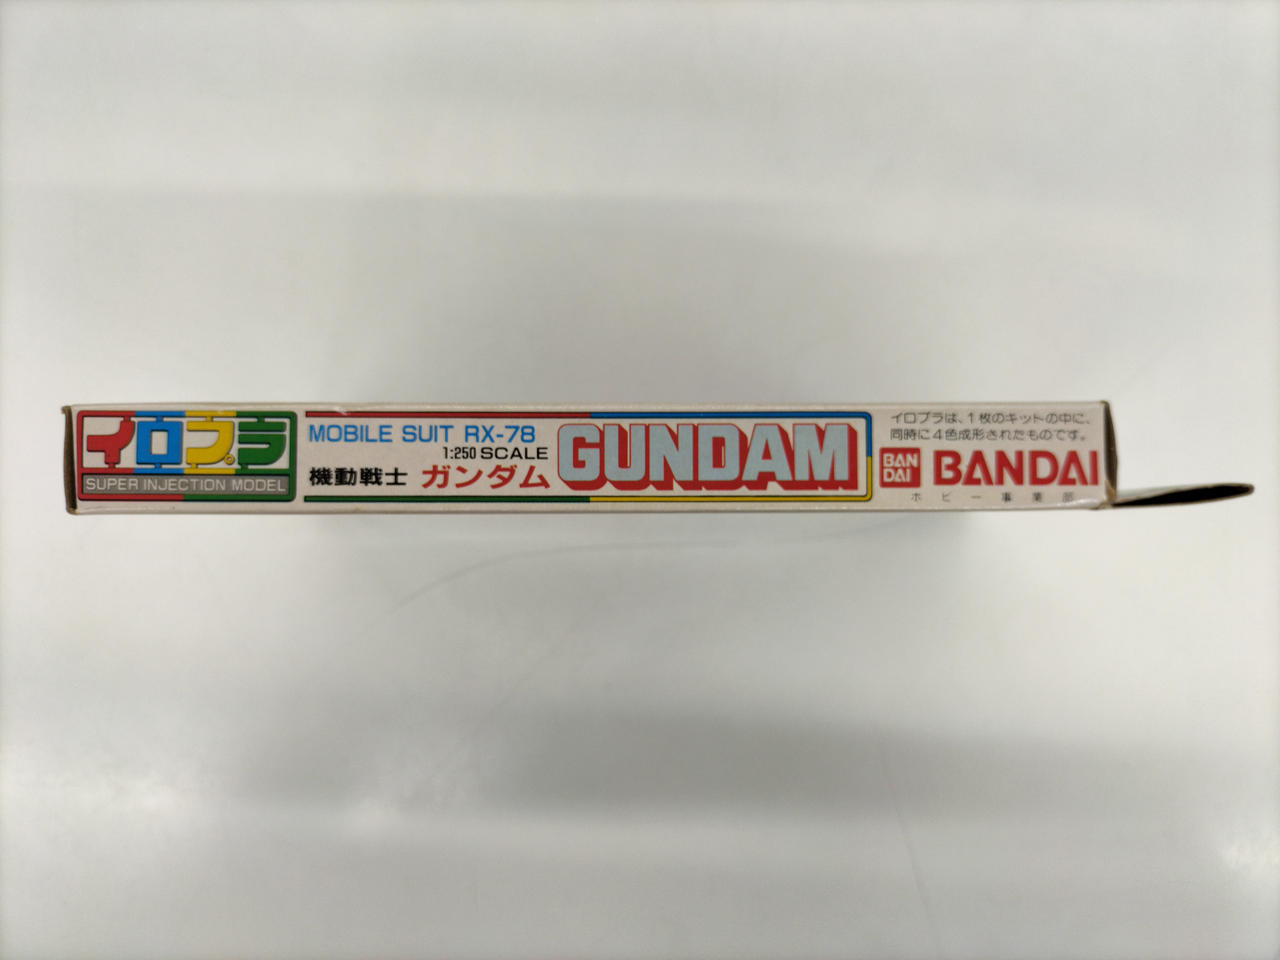 イロプラ
SUPER INJECTION MODEL
MOBILE SUIT RX-78
1:250 SCALE
機動戦士 ガンダム
GUNDAM
イロプラは、1枚のキットの中に、
同時に4色成形されたものです。
BAN
DAI
BANDAI
ホビー事業部